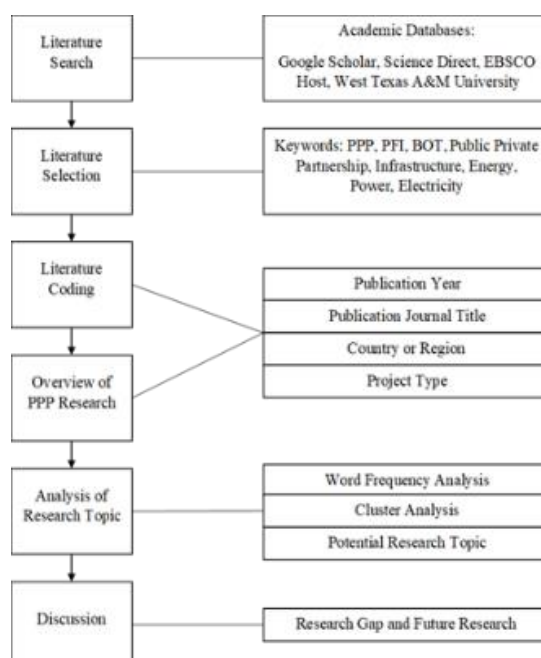 Literature
Search
Academic Databases:
Google Scholar, Science Direct, EBSCO
Host, West Texas A&M University
Literature
Selection
Keywords: PPP, PFI, BOT, Public Private
Partnership, Infrastructure, Energy,
Power, Electricity
Literature
Coding
Overview of
PPP Research
Publication Year
Publication Journal Title
Country or Region
Project Type
Analysis of
Research Topic
Word Frequency Analysis
Cluster Analysis
Potential Research Topic
Discussion
Research Gap and Future Research